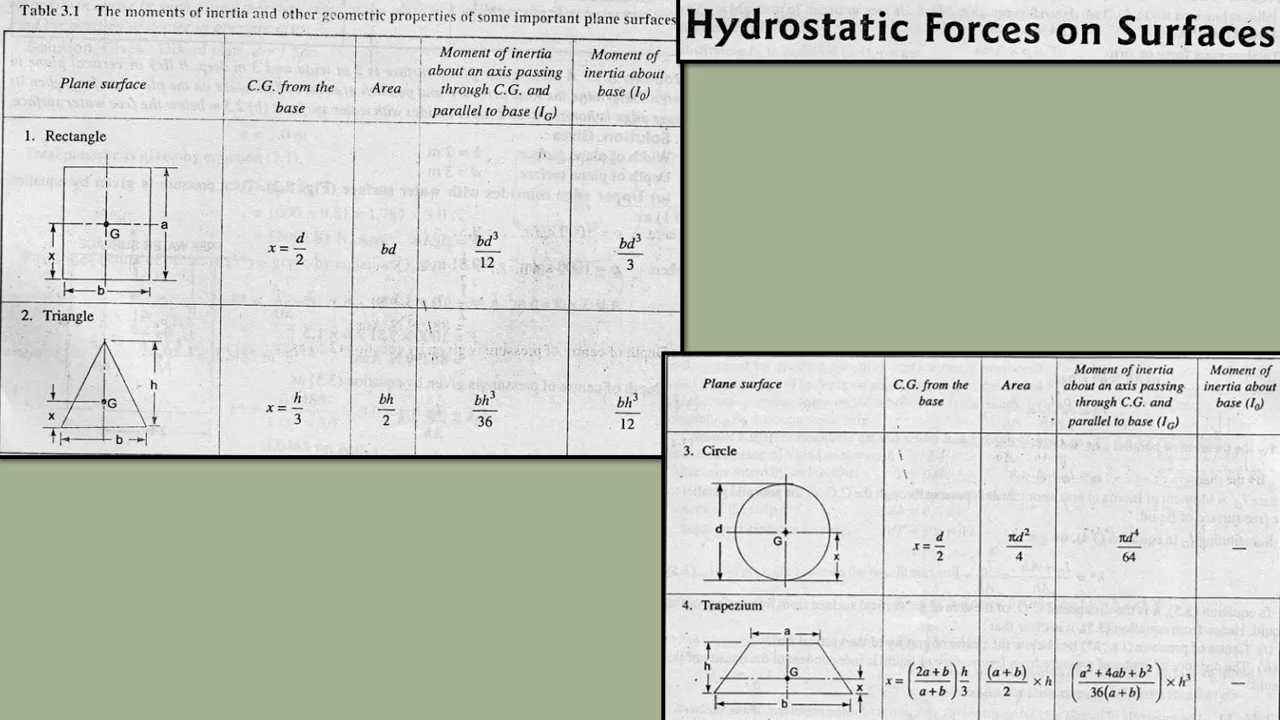 Table 3.1 The moments of inertia and other geometric properties of some important plane surfaces
Hydrostatic Forces on Surfaces
Plane surface
C.G. from the
base
Area
Moment of inertia
about an axis passing
through C.G. and
parallel to base (I_G)
Moment of
inertia about
base (I_0)
1. Rectangle
G
a
x
b
x = d/2
bd
bd³/12
bd³/3
2. Triangle
h
G
x
b
x = h/3
bh/2
bh³/36
bh³/12
Plane surface
C.G. from the
base
Area
Moment of inertia
about an axis passing
through C.G. and
parallel to base (I_G)
Moment of
inertia about
base (I_0)
3. Circle
d
G
x
x = d/2
πd²/4
πd⁴/64
—
4. Trapezium
a
h
G
x
b
x = ((2a+b)/(a+b)) h/3
(a+b)/2 × h
((a²+4ab+b²)/(36(a+b))) × h³
—